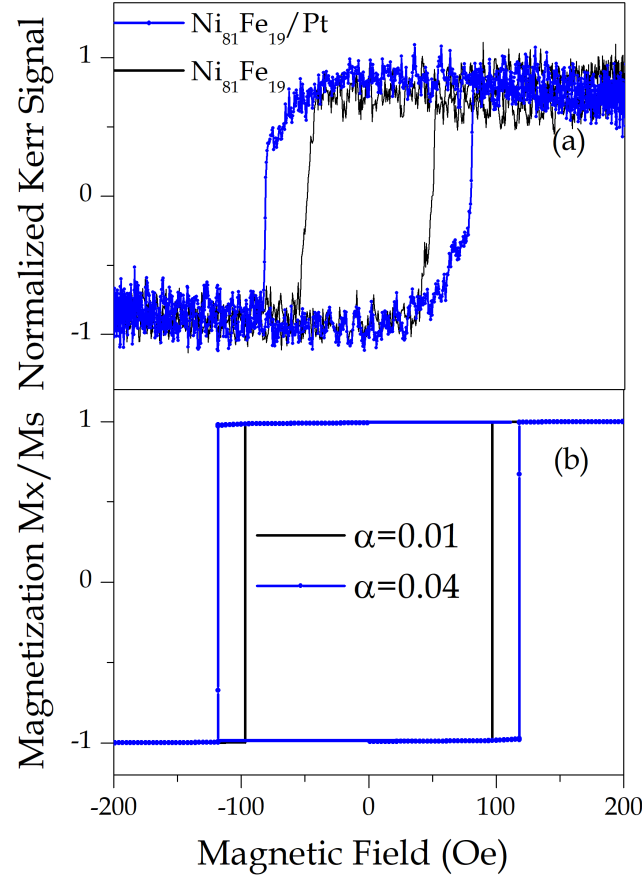 Ni₈₁Fe₁₉/Pt
Ni₈₁Fe₁₉
Normalized Kerr Signal
1
0
-1
(a)
Magnetization Mx/Ms
1
0
-1
(b)
α=0.01
α=0.04
-200 -100 0 100 200
Magnetic Field (Oe)